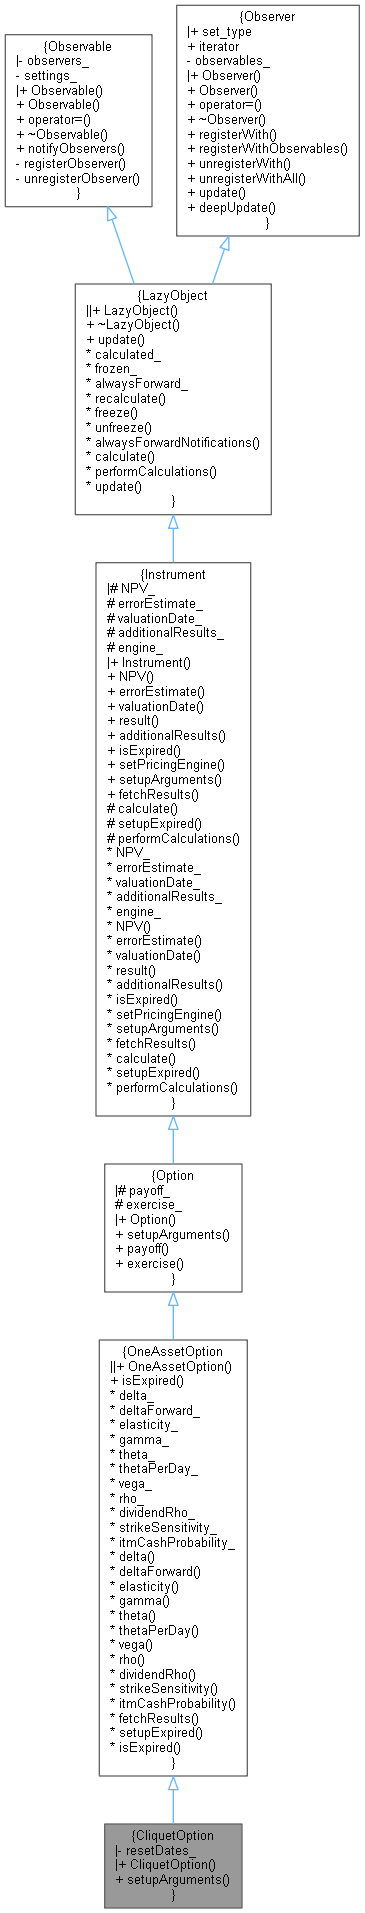 {Observable
|- observers_
- settings_
|+ Observable()
+ Observable()
+ operator=()
+ ~Observable()
+ notifyObservers()
- registerObserver()
- unregisterObserver()
}
{Observer
|+ set_type
+ iterator
- observables_
|+ Observer()
+ Observer()
+ operator=()
+ ~Observer()
+ registerWith()
+ registerWithObservables()
+ unregisterWith()
+ unregisterWithAll()
+ update()
+ deepUpdate()
}
{LazyObject
||+ LazyObject()
+ ~LazyObject()
+ update()
* calculated_
* frozen_
* alwaysForward_
* recalculate()
* freeze()
* unfreeze()
* alwaysForwardNotifications()
* calculate()
* performCalculations()
* update()
}
{Instrument
|# NPV_
# errorEstimate_
# valuationDate_
# additionalResults_
# engine_
|+ Instrument()
+ NPV()
+ errorEstimate()
+ valuationDate()
+ result()
+ additionalResults()
+ isExpired()
+ setPricingEngine()
+ setupArguments()
+ fetchResults()
# calculate()
# setupExpired()
# performCalculations()
* NPV_
* errorEstimate_
* valuationDate_
* additionalResults_
* engine_
* NPV()
* errorEstimate()
* valuationDate()
* result()
* additionalResults()
* isExpired()
* setPricingEngine()
* setupArguments()
* fetchResults()
* calculate()
* setupExpired()
* performCalculations()
}
{Option
|# payoff_
# exercise_
|+ Option()
+ setupArguments()
+ payoff()
+ exercise()
}
{OneAssetOption
||+ OneAssetOption()
+ isExpired()
* delta_
* deltaForward_
* elasticity_
* gamma_
* theta_
* thetaPerDay_
* vega_
* rho_
* dividendRho_
* strikeSensitivity_
* itmCashProbability_
* delta()
* deltaForward()
* elasticity()
* gamma()
* theta()
* thetaPerDay()
* vega()
* rho()
* dividendRho()
* strikeSensitivity()
* itmCashProbability()
* fetchResults()
* setupExpired()
* isExpired()
}
{CliquetOption
|- resetDates_
|+ CliquetOption()
+ setupArguments()
}